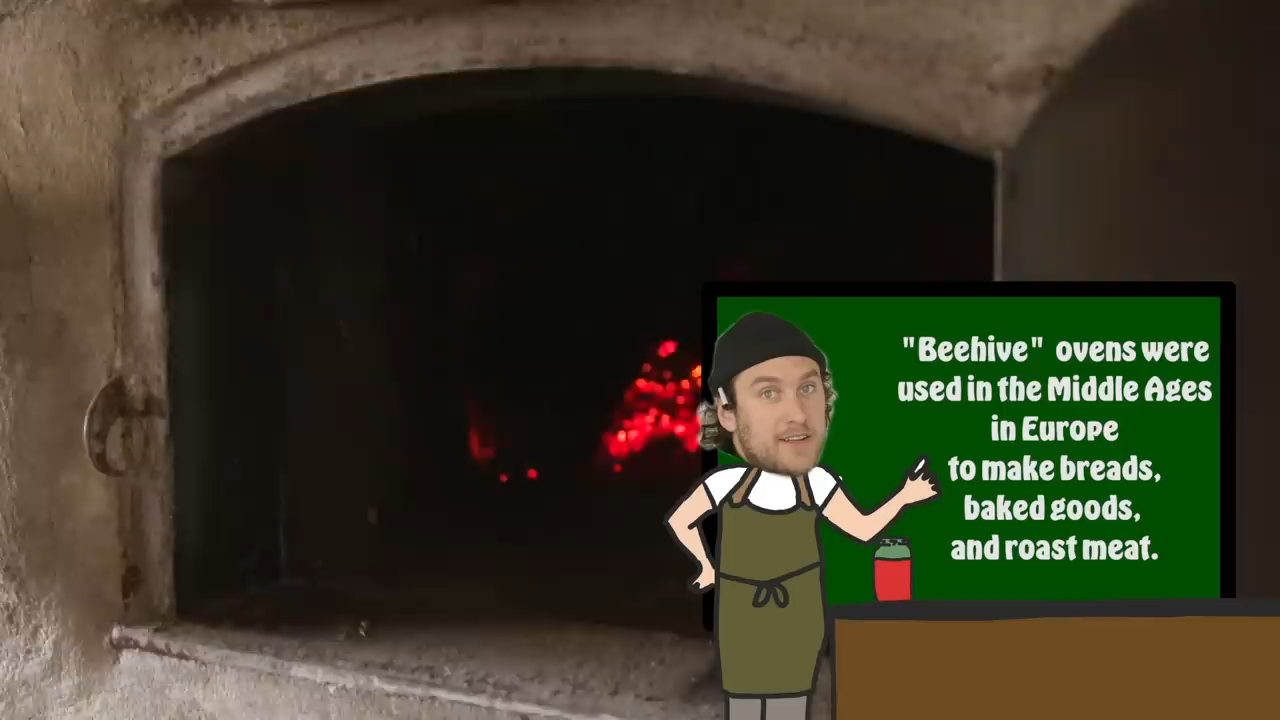 "Beehive" ovens were
used in the Middle Ages
in Europe
to make breads,
baked goods,
and roast meat.